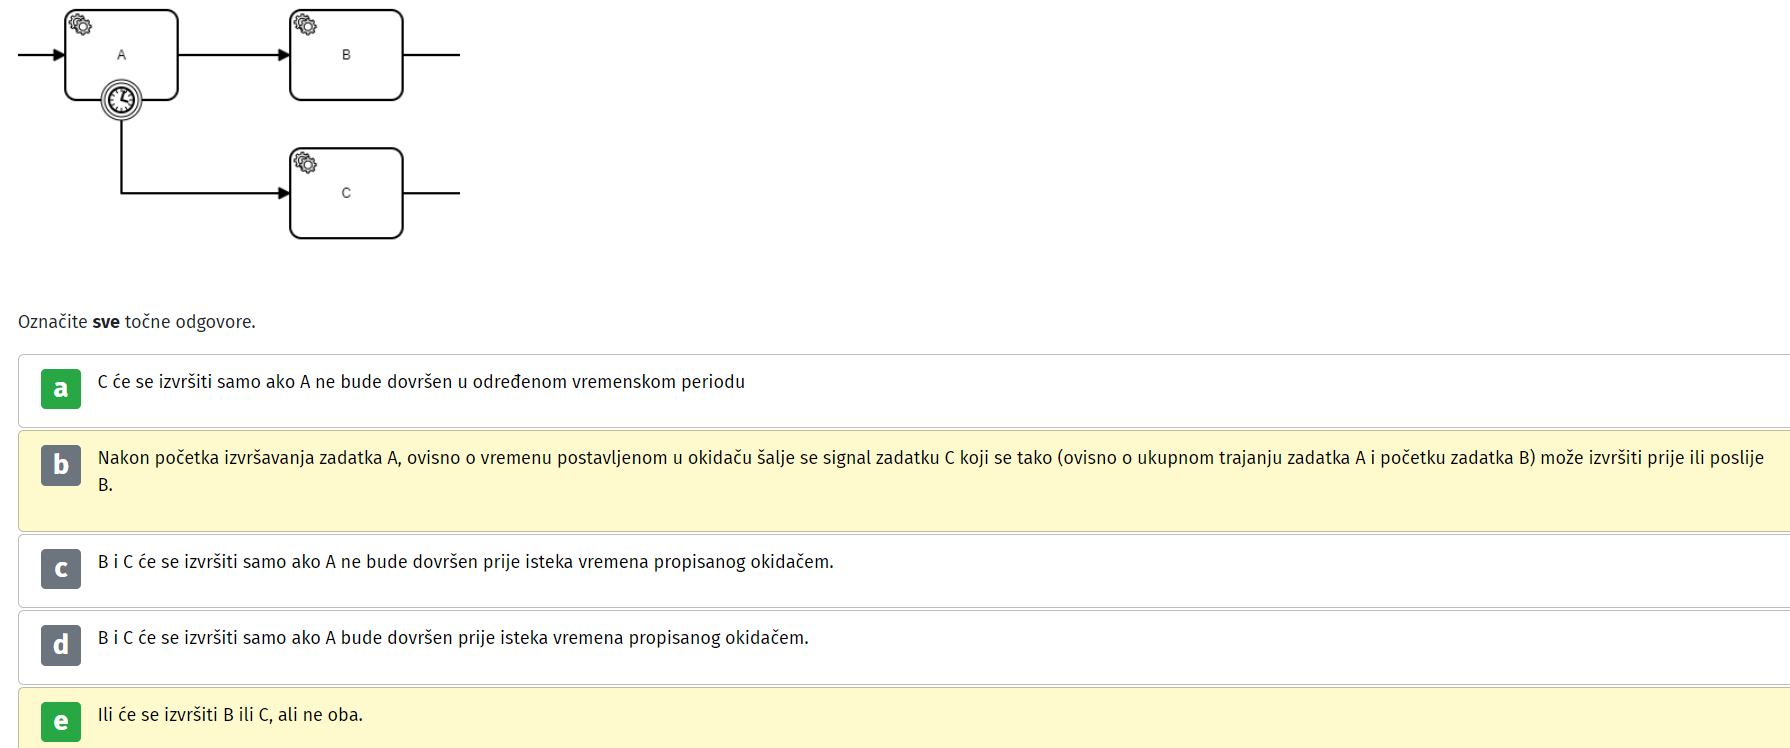 A
B
C
Označite sve točne odgovore.
a
C će se izvršiti samo ako A ne bude dovršen u određenom vremenskom periodu
b
Nakon početka izvršavanja zadatka A, ovisno o vremenu postavljenom u okidaču šalje se signal zadatku C koji se tako (ovisno o ukupnom trajanju zadatka A i početku zadatka B) može izvršiti prije ili poslije
B.
c
B i C će se izvršiti samo ako A ne bude dovršen prije isteka vremena propisanog okidačem.
d
B i C će se izvršiti samo ako A bude dovršen prije isteka vremena propisanog okidačem.
e
Ili će se izvršiti B ili C, ali ne oba.